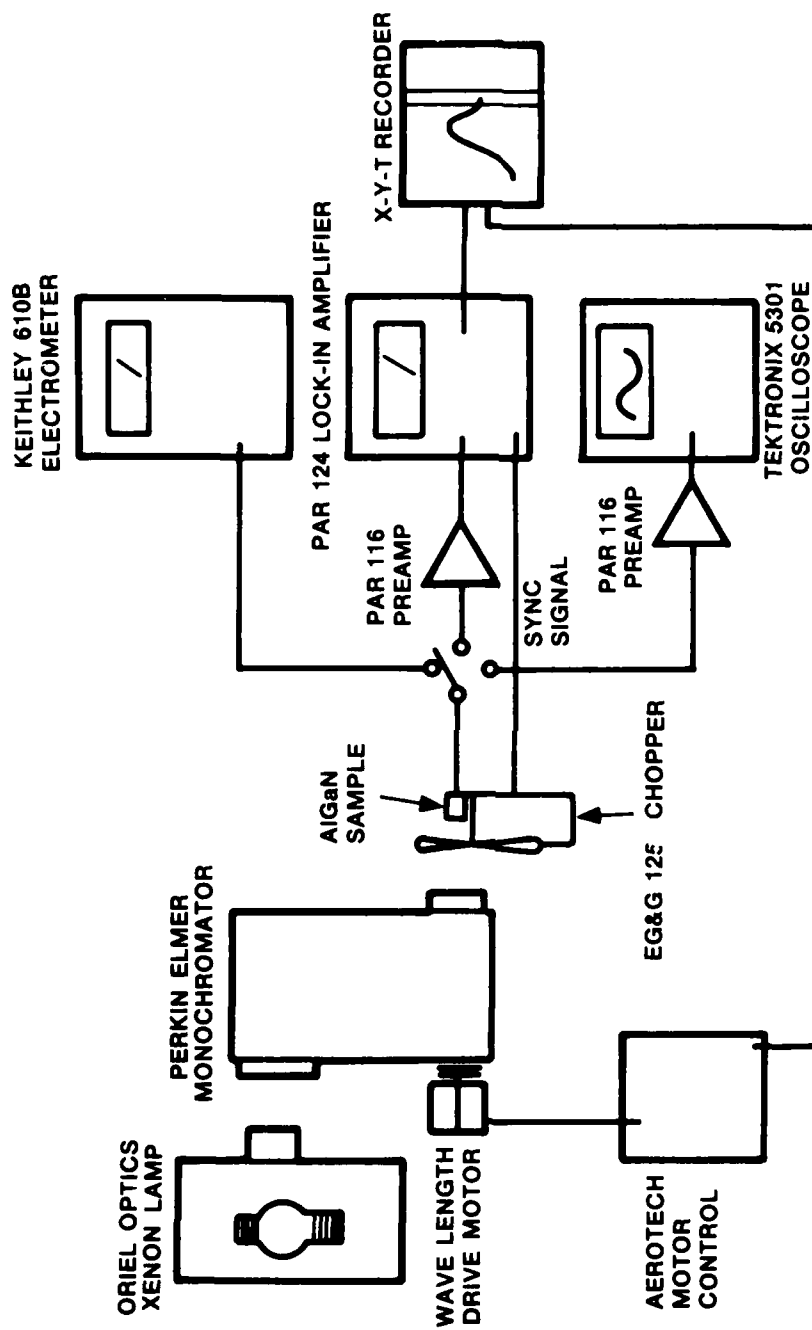 ORIEL OPTICS
XENON LAMP
PERKIN ELMER
MONOCHROMATOR
WAVE LENGTH
DRIVE MOTOR
AEROTECH
MOTOR
CONTROL
AlGaN
SAMPLE
EG&G 125 CHOPPER
KEITHLEY 610B
ELECTROMETER
PAR 124 LOCK-IN AMPLIFIER
PAR 116
PREAMP
SYNC
SIGNAL
PAR 116
PREAMP
TEKTRONIX 5301
OSCILLOSCOPE
X-Y-T RECORDER